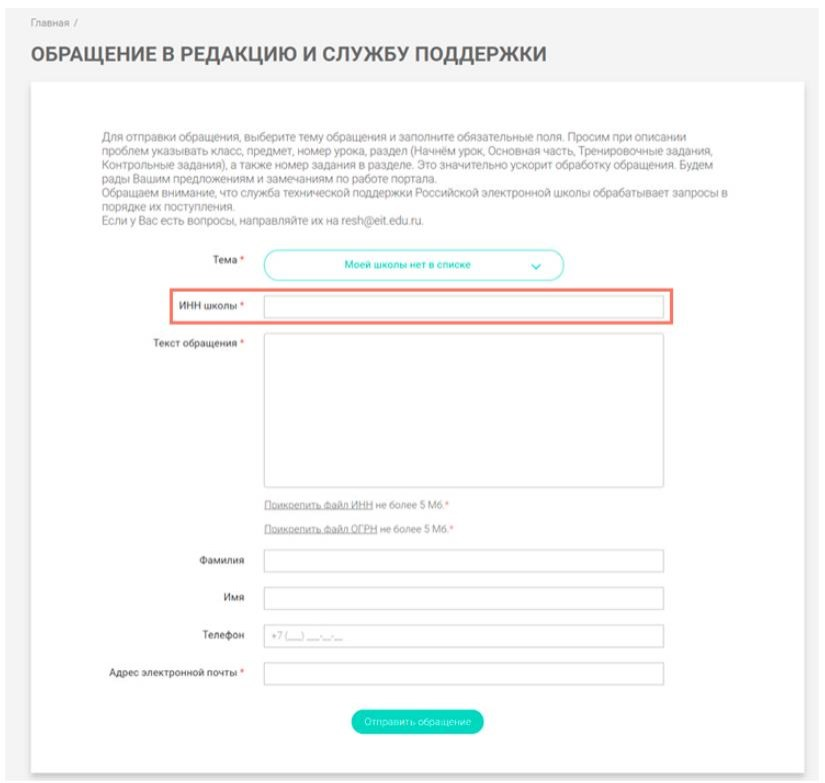 Главная /
ОБРАЩЕНИЕ В РЕДАКЦИЮ И СЛУЖБУ ПОДДЕРЖКИ
Для отправки обращения, выберите тему обращения и заполните обязательные поля. Просим при описании
проблем указывать класс, предмет, номер урока, раздел (Начнём урок, Основная часть, Тренировочные задания,
Контрольные задания), а также номер задания в разделе. Это значительно ускорит обработку обращения. Будем
рады Вашим предложениям и замечаниям по работе портала.
Обращаем внимание, что служба технической поддержки Российской электронной школы обрабатывает запросы в
порядке их поступления.
Если у Вас есть вопросы, направляйте их на resh@eit.edu.ru.
Тема *
Моей школы нет в списке
ИНН школы *
Текст обращения *
Прикрепить файл ИНН не более 5 Мб.*
Прикрепить файл ОГРН не более 5 Мб.*
Фамилия
Имя
Телефон
+7 (___) ___-__-__
Адрес электронной почты *
Отправить обращение